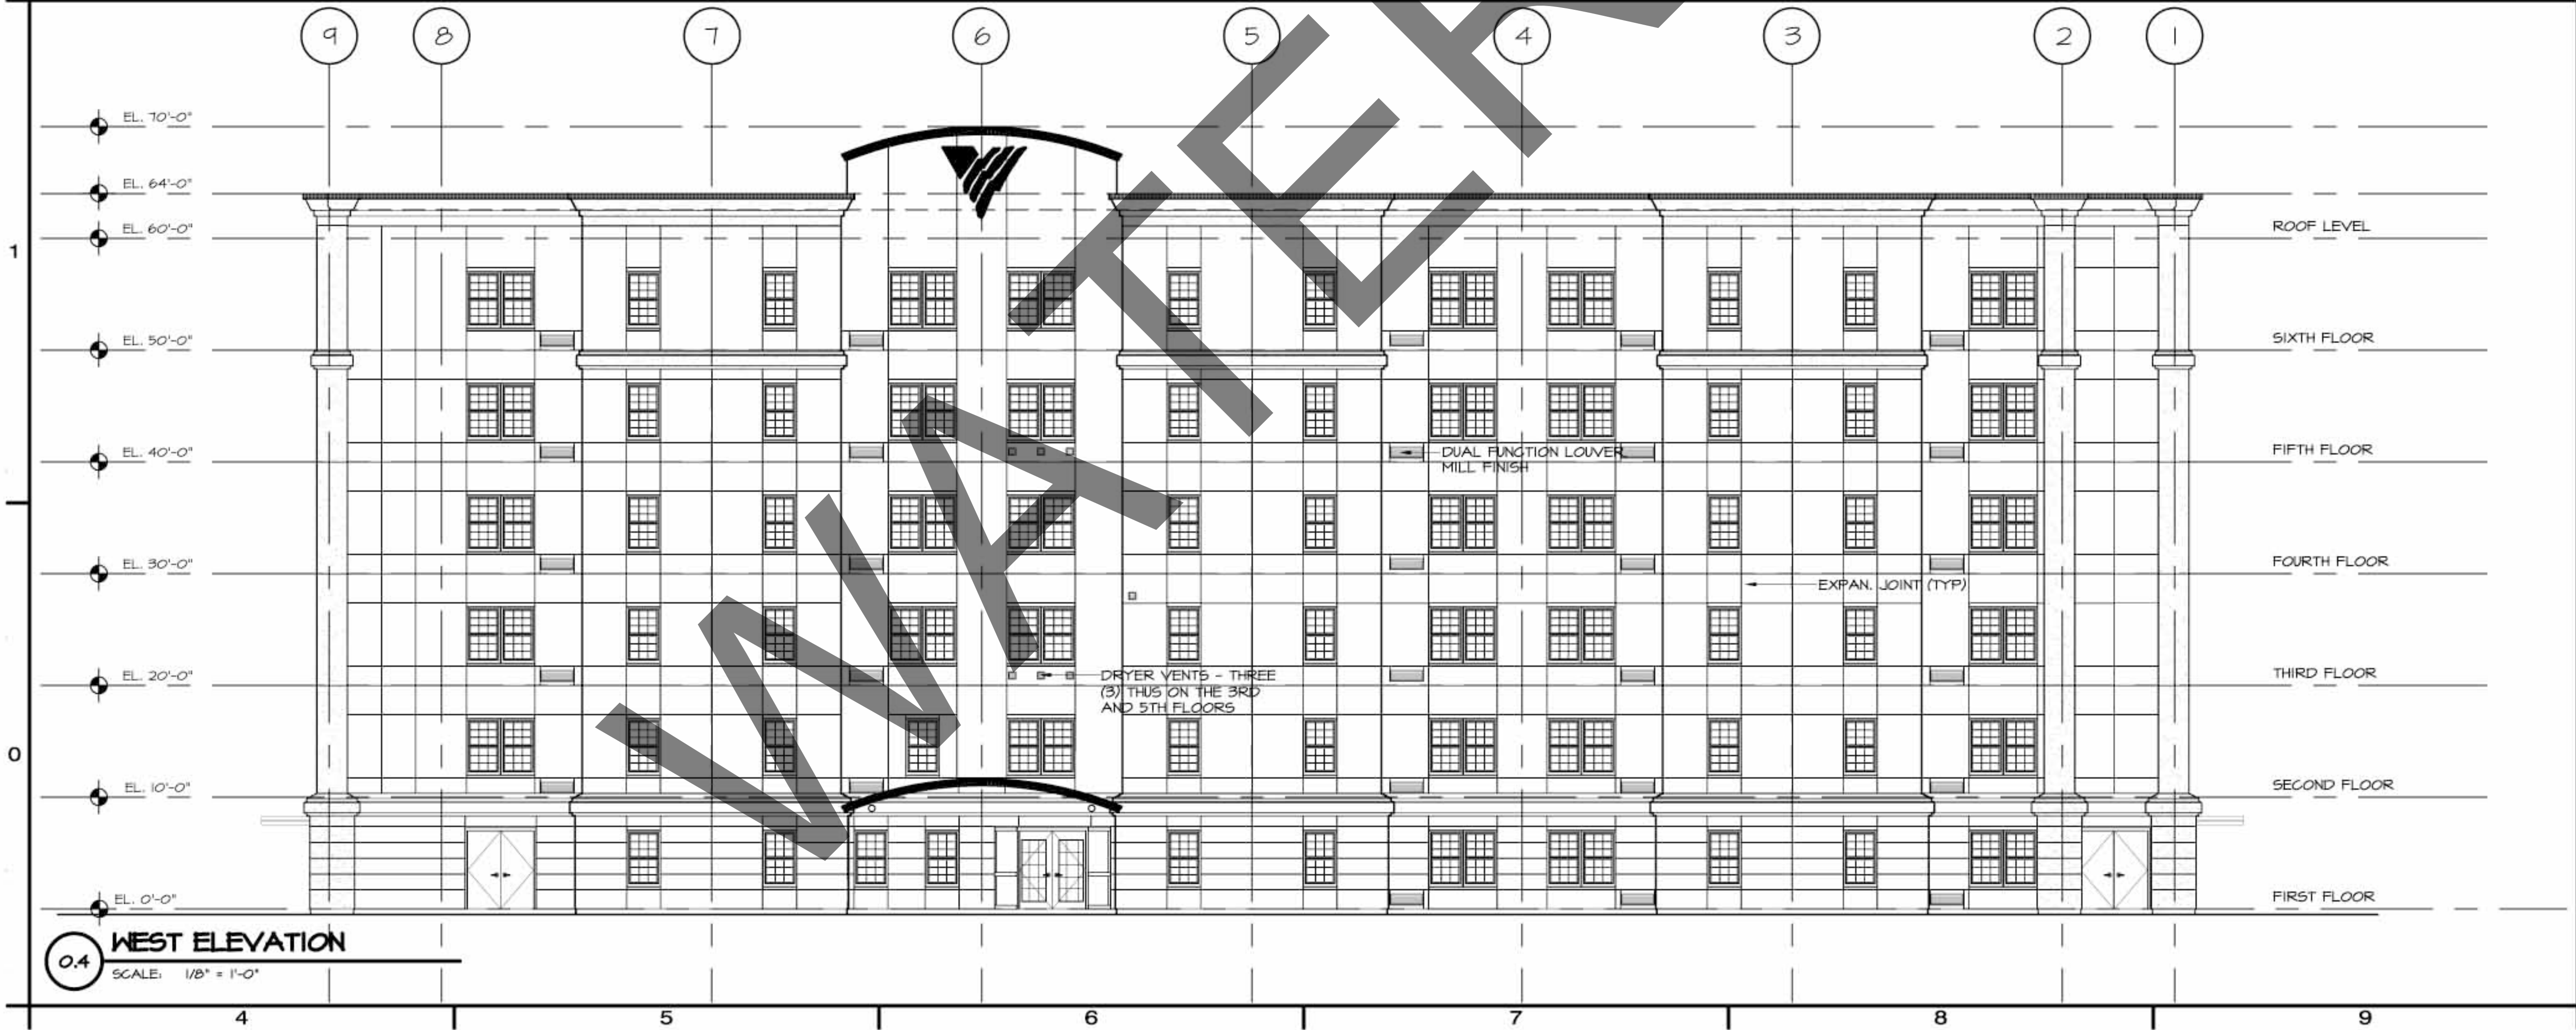 9 8 7 6 5 4 3 2 1
EL. 70'-0"
EL. 64'-0"
EL. 60'-0"
ROOF LEVEL
1
EL. 50'-0"
SIXTH FLOOR
EL. 40'-0"
FIFTH FLOOR
DUAL FUNCTION LOUVER
MILL FINISH
EL. 30'-0"
FOURTH FLOOR
EXPAN. JOINT (TYP)
EL. 20'-0"
THIRD FLOOR
DRYER VENTS - THREE
(3) THUS ON THE 3RD
AND 5TH FLOORS
0
EL. 10'-0"
SECOND FLOOR
EL. 0'-0"
FIRST FLOOR
0.4
WEST ELEVATION
SCALE: 1/8" = 1'-0"
4 5 6 7 8 9
WATER